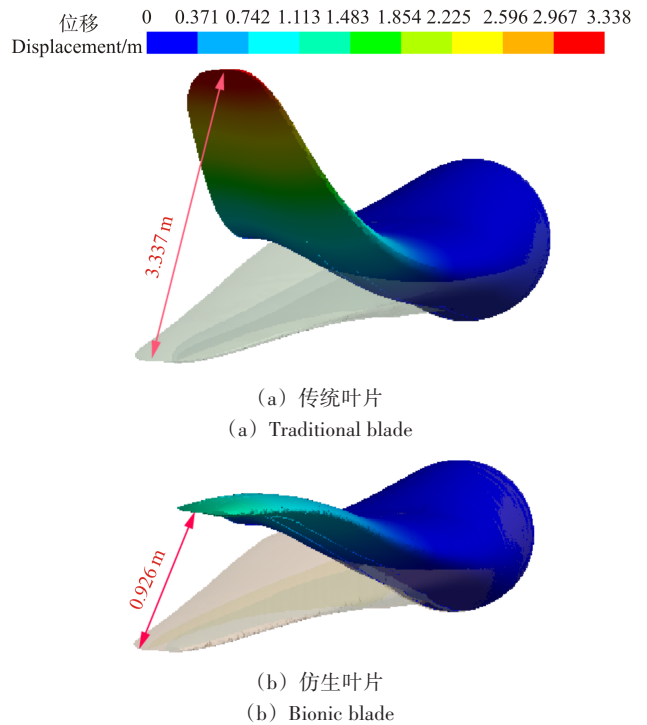 位移 0 0.371 0.742 1.113 1.483 1.854 2.225 2.596 2.967 3.338
Displacement/m
3.337 m
（a）传统叶片
（a）Traditional blade
0.926 m
（b）仿生叶片
（b）Bionic blade